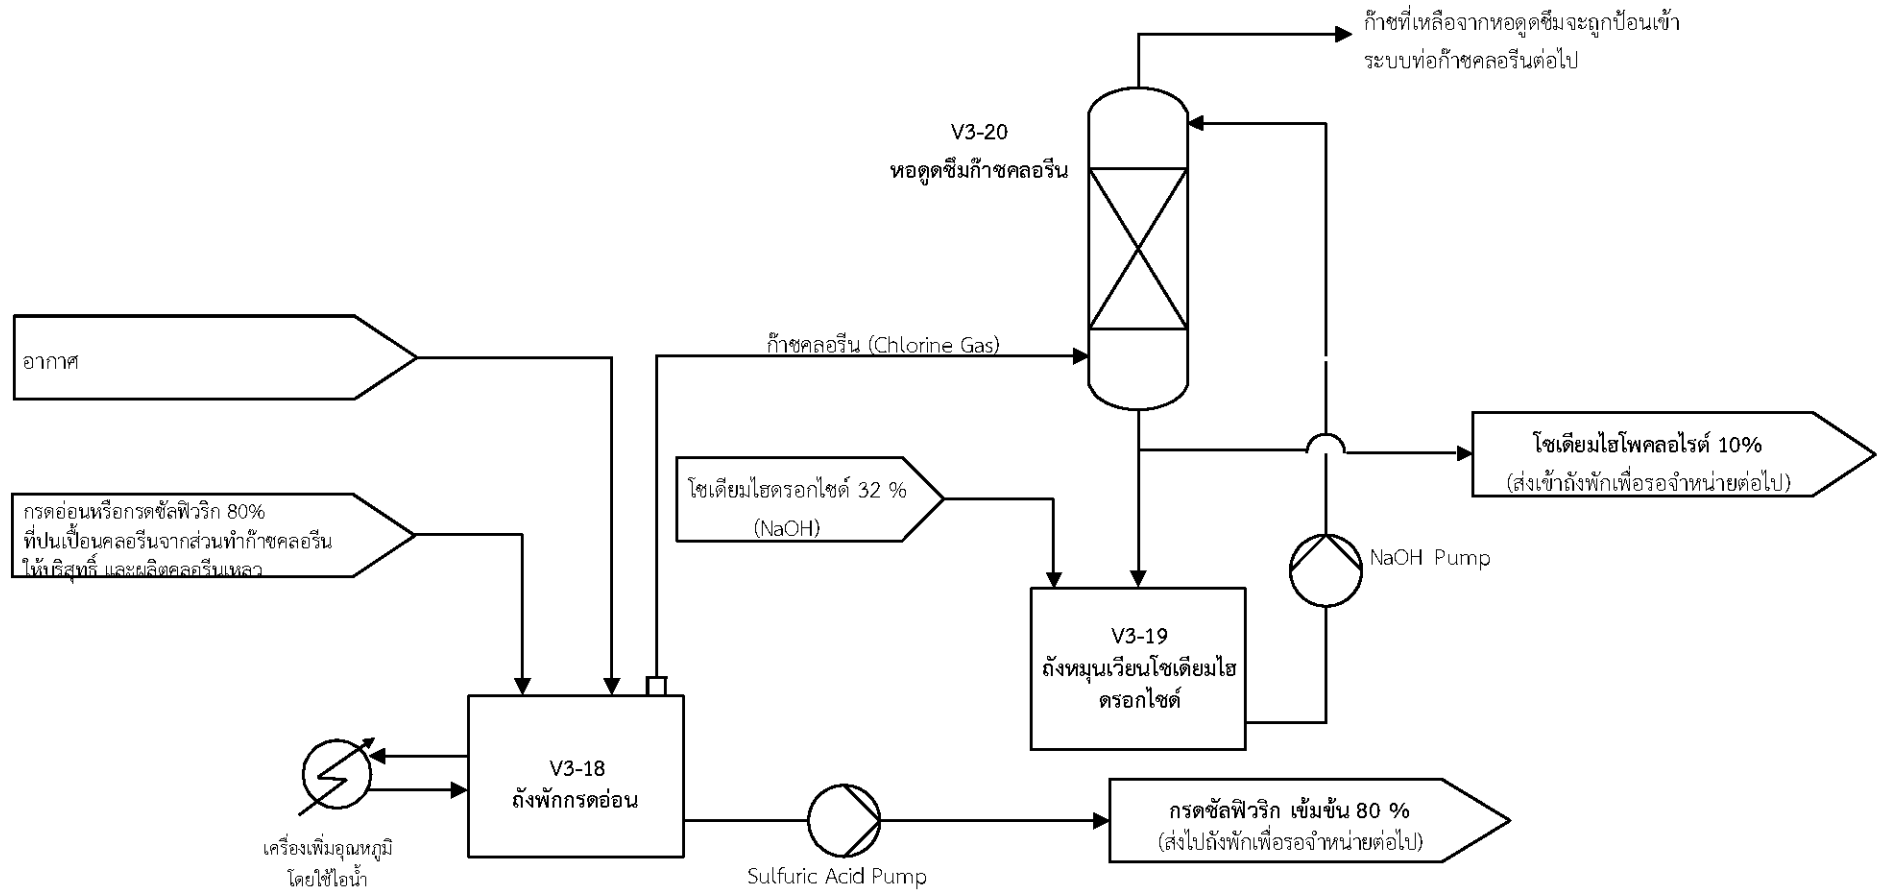 ก๊าซที่เหลือจากหอดูดซึมจะถูกป้อนเข้า
ระบบท่อก๊าซคลอรีนต่อไป
V3-20
หอดูดซึมก๊าซคลอรีน
อากาศ
ก๊าซคลอรีน (Chlorine Gas)
โซเดียมไฮโพคลอไรต์ 10%
(ส่งเข้าถังพักเพื่อรอจำหน่ายต่อไป)
โซเดียมไฮดรอกไซด์ 32 %
(NaOH)
กรดอ่อนหรือกรดซัลฟิวริก 80%
ที่ปนเปื้อนคลอรีนจากส่วนทำก๊าซคลอรีน
ให้บริสุทธิ์ และผลิตคลอรีนเหลว
NaOH Pump
V3-19
ถังหมุนเวียนโซเดียมไฮ
ดรอกไซด์
V3-18
ถังพักกรดอ่อน
กรดซัลฟิวริก เข้มข้น 80 %
(ส่งไปถังพักเพื่อรอจำหน่ายต่อไป)
เครื่องเพิ่มอุณหภูมิ
โดยใช้ไอน้ำ
Sulfuric Acid Pump